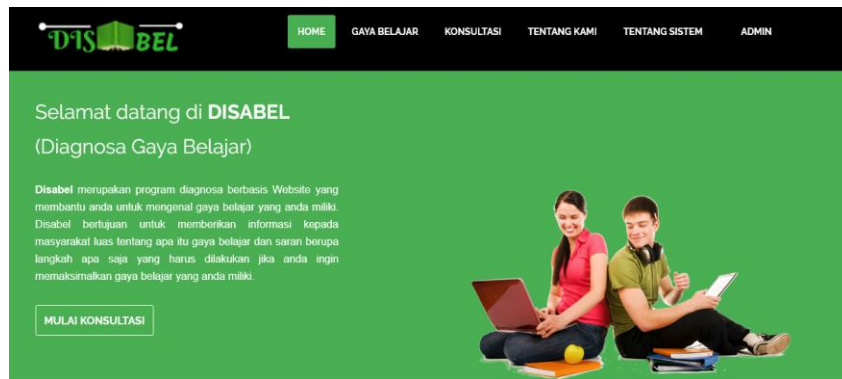 DISABEL
HOME GAYA BELAJAR KONSULTASI TENTANG KAMI TENTANG SISTEM ADMIN
Selamat datang di DISABEL
(Diagnosa Gaya Belajar)
Disabel merupakan program diagnosa berbasis Website yang
membantu anda untuk mengenal gaya belajar yang anda miliki.
Disabel bertujuan untuk memberikan informasi kepada
masyarakat luas tentang apa itu gaya belajar dan saran berupa
langkah apa saja yang harus dilakukan jika anda ingin
memaksimalkan gaya belajar yang anda miliki.
MULAI KONSULTASI